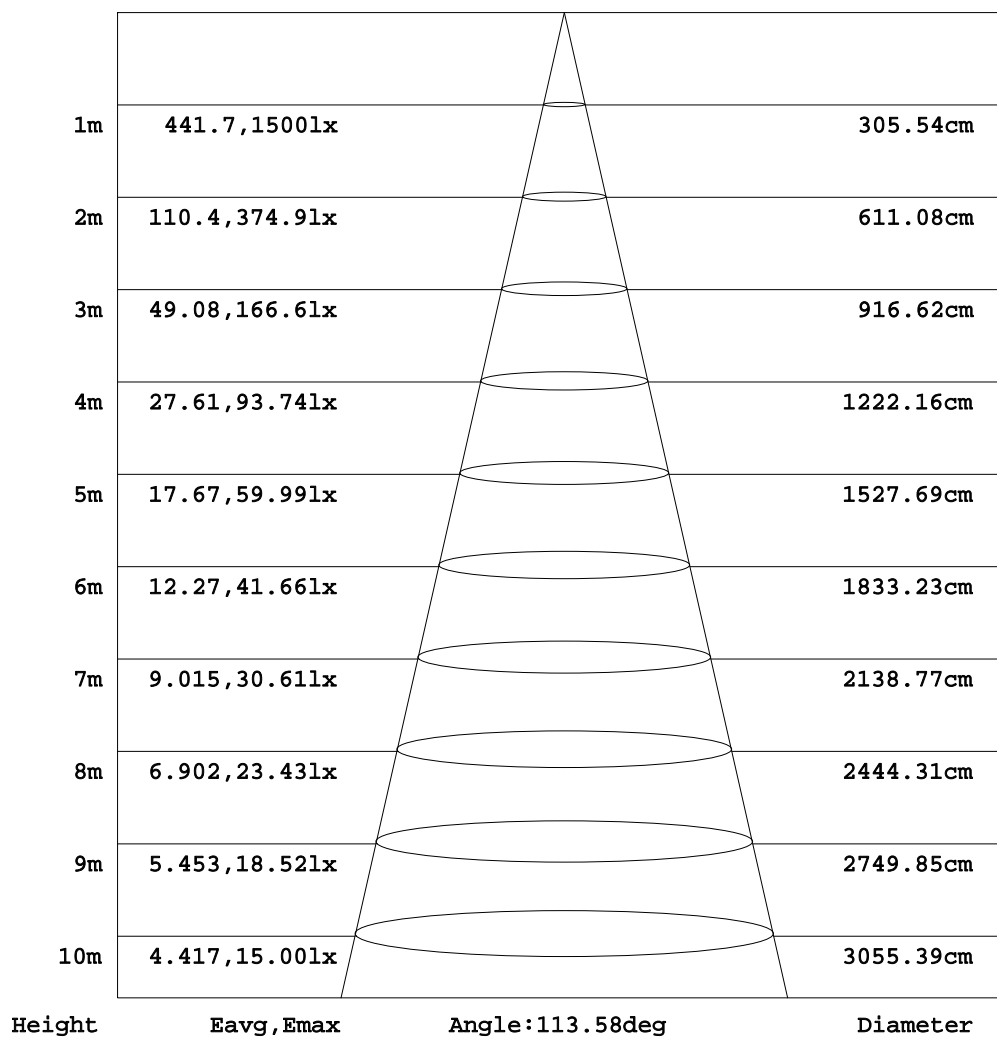 1m 441.7,1500lx 305.54cm
2m 110.4,374.9lx 611.08cm
3m 49.08,166.6lx 916.62cm
4m 27.61,93.74lx 1222.16cm
5m 17.67,59.99lx 1527.69cm
6m 12.27,41.66lx 1833.23cm
7m 9.015,30.61lx 2138.77cm
8m 6.902,23.43lx 2444.31cm
9m 5.453,18.52lx 2749.85cm
10m 4.417,15.00lx 3055.39cm
Height Eavg,Emax Angle:113.58deg Diameter